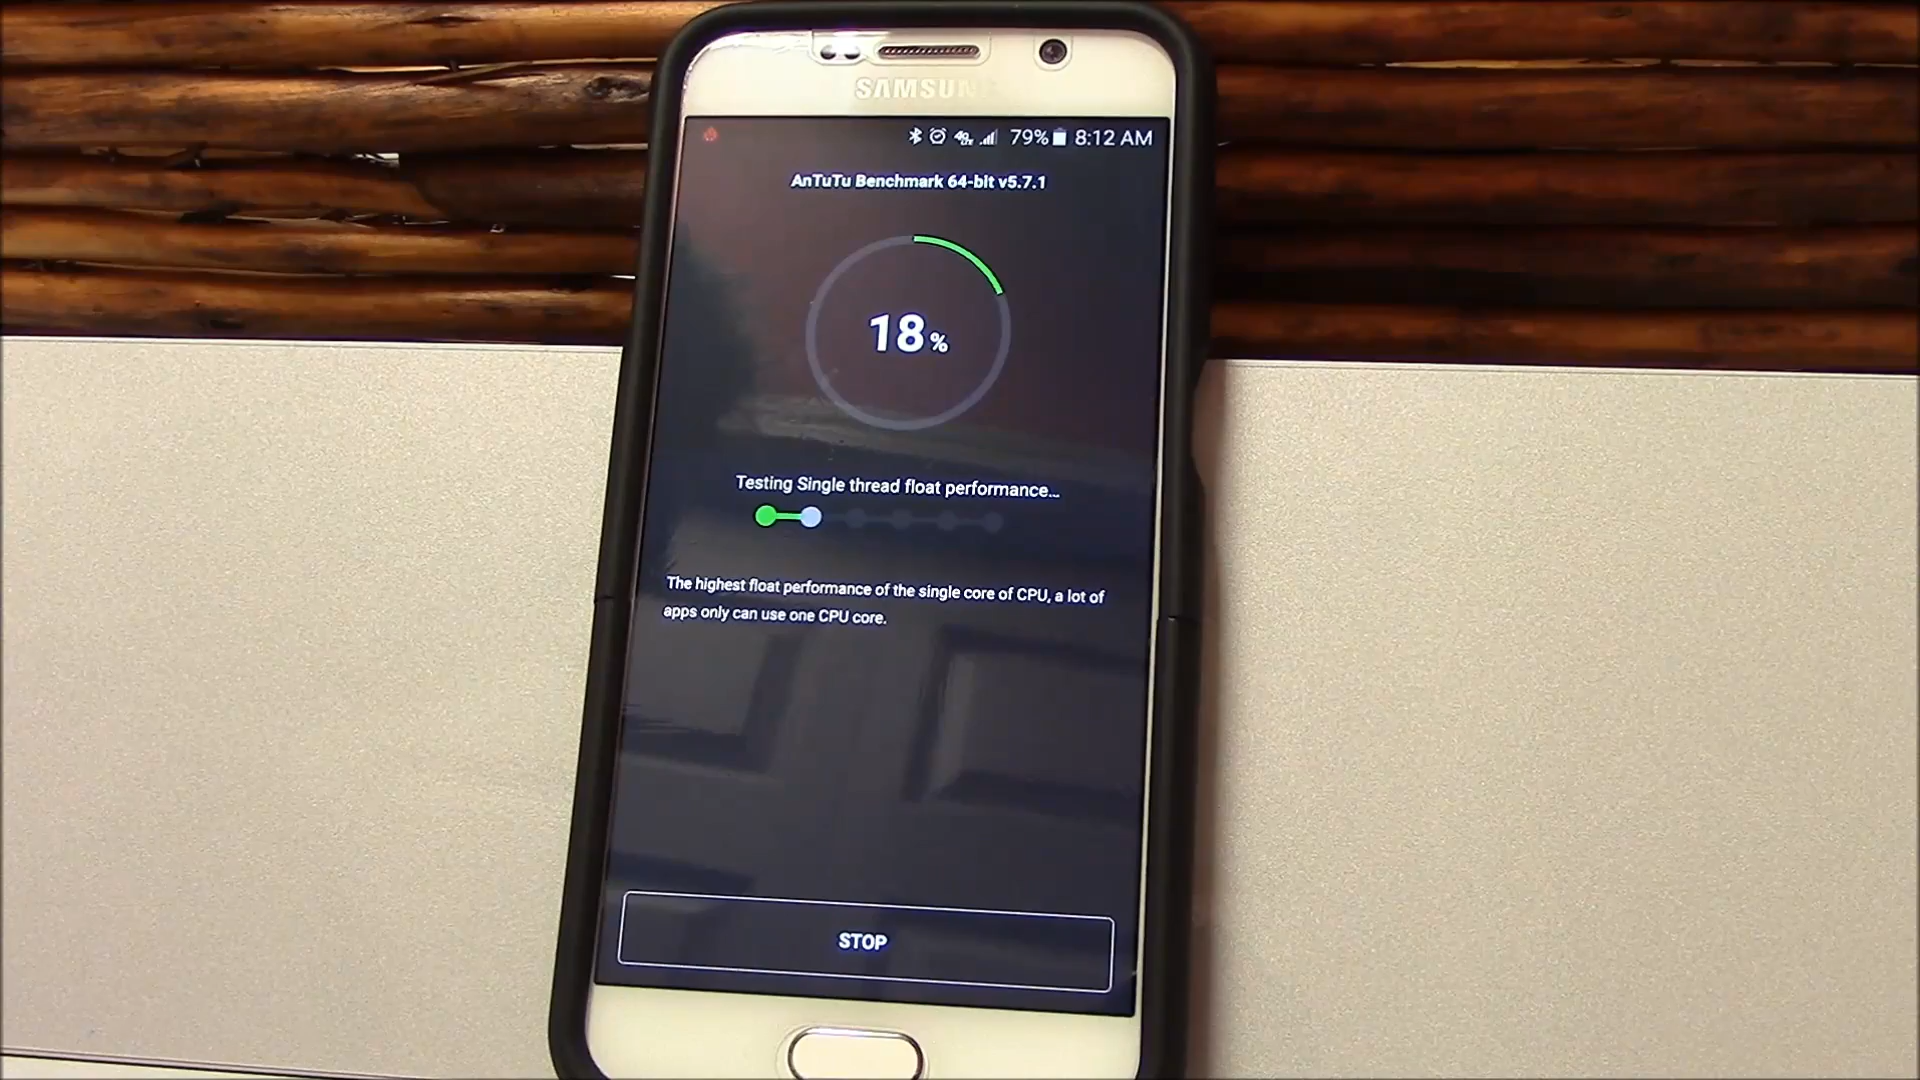 SAMSUNG
79% 8:12 AM
AnTuTu Benchmark 64-bit v5.7.1
18%
Testing Single thread float performance...
The highest float performance of the single core of CPU, a lot of
apps only can use one CPU core.
STOP